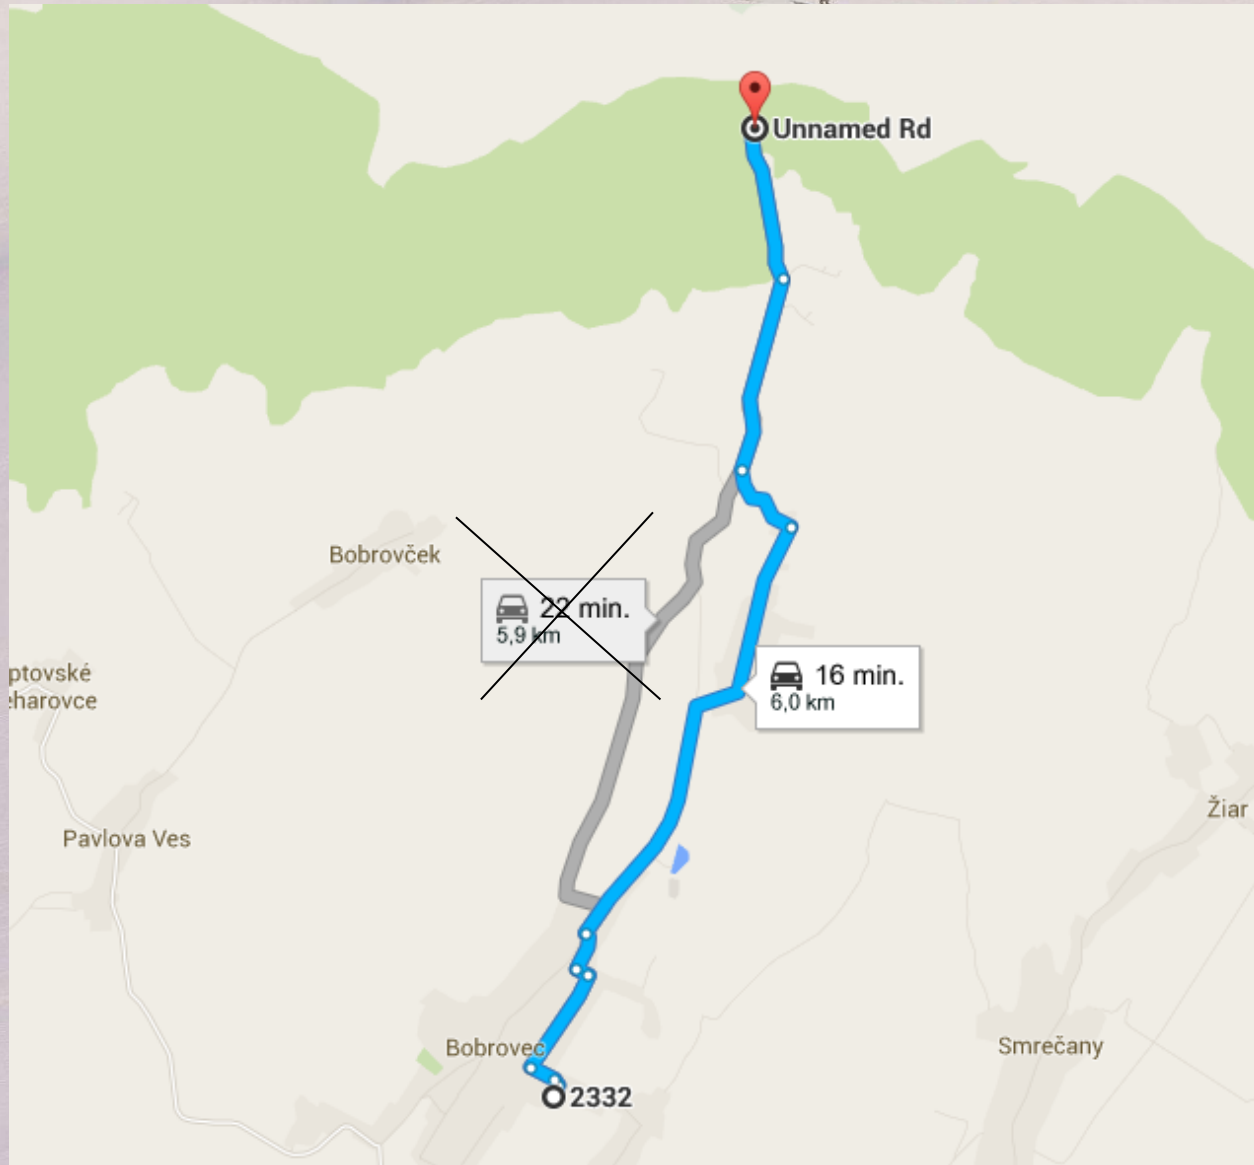 Unnamed Rd
Bobrovček
22 min.
5,9 km
ptovské
eharovce
16 min.
6,0 km
Žiar
Pavlova Ves
Bobrovec
Smrečany
2332